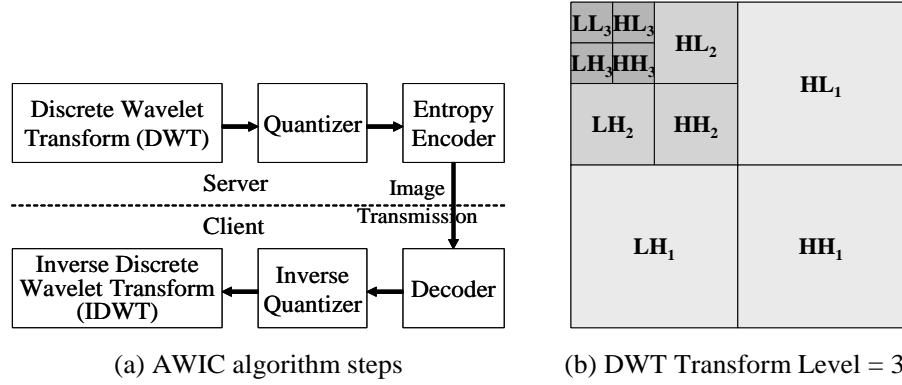 Discrete Wavelet
Transform (DWT)
Quantizer
Entropy
Encoder
Server
Image
Transmission
Client
Inverse Discrete
Wavelet Transform
(IDWT)
Inverse
Quantizer
Decoder
(a) AWIC algorithm steps
LL₃ HL₃
LH₃ HH₃
HL₂
HL₁
LH₂
HH₂
LH₁
HH₁
(b) DWT Transform Level = 3